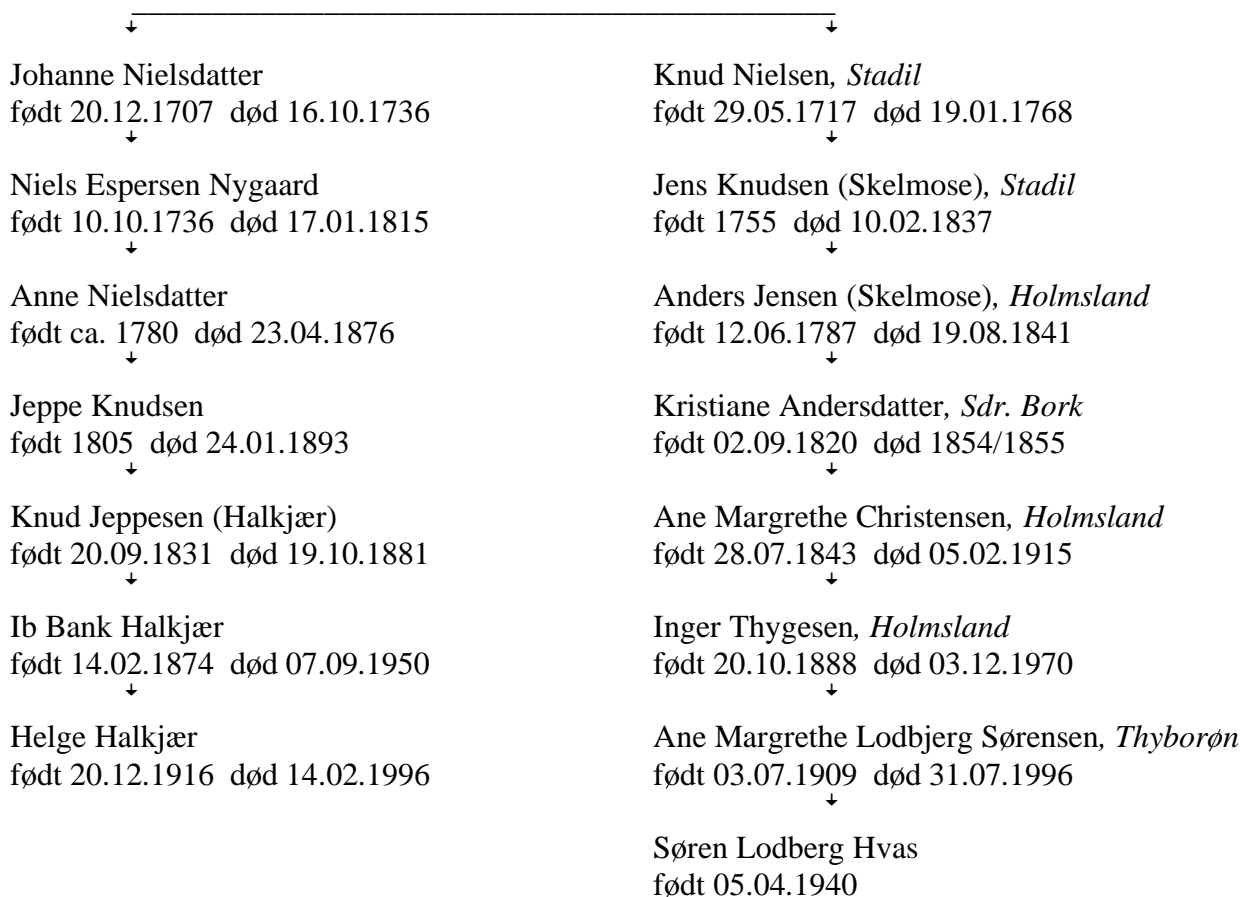 Johanne Nielsdatter
født 20.12.1707 død 16.10.1736
Niels Espersen Nygaard
født 10.10.1736 død 17.01.1815
Anne Nielsdatter
født ca. 1780 død 23.04.1876
Jeppe Knudsen
født 1805 død 24.01.1893
Knud Jeppesen (Halkjær)
født 20.09.1831 død 19.10.1881
Ib Bank Halkjær
født 14.02.1874 død 07.09.1950
Helge Halkjær
født 20.12.1916 død 14.02.1996
Knud Nielsen, Stadil
født 29.05.1717 død 19.01.1768
Jens Knudsen (Skelmose), Stadil
født 1755 død 10.02.1837
Anders Jensen (Skelmose), Holmsland
født 12.06.1787 død 19.08.1841
Kristiane Andersdatter, Sdr. Bork
født 02.09.1820 død 1854/1855
Ane Margrethe Christensen, Holmsland
født 28.07.1843 død 05.02.1915
Inger Thygesen, Holmsland
født 20.10.1888 død 03.12.1970
Ane Margrethe Lodbjerg Sørensen, Thyborøn
født 03.07.1909 død 31.07.1996
Søren Lodberg Hvas
født 05.04.1940